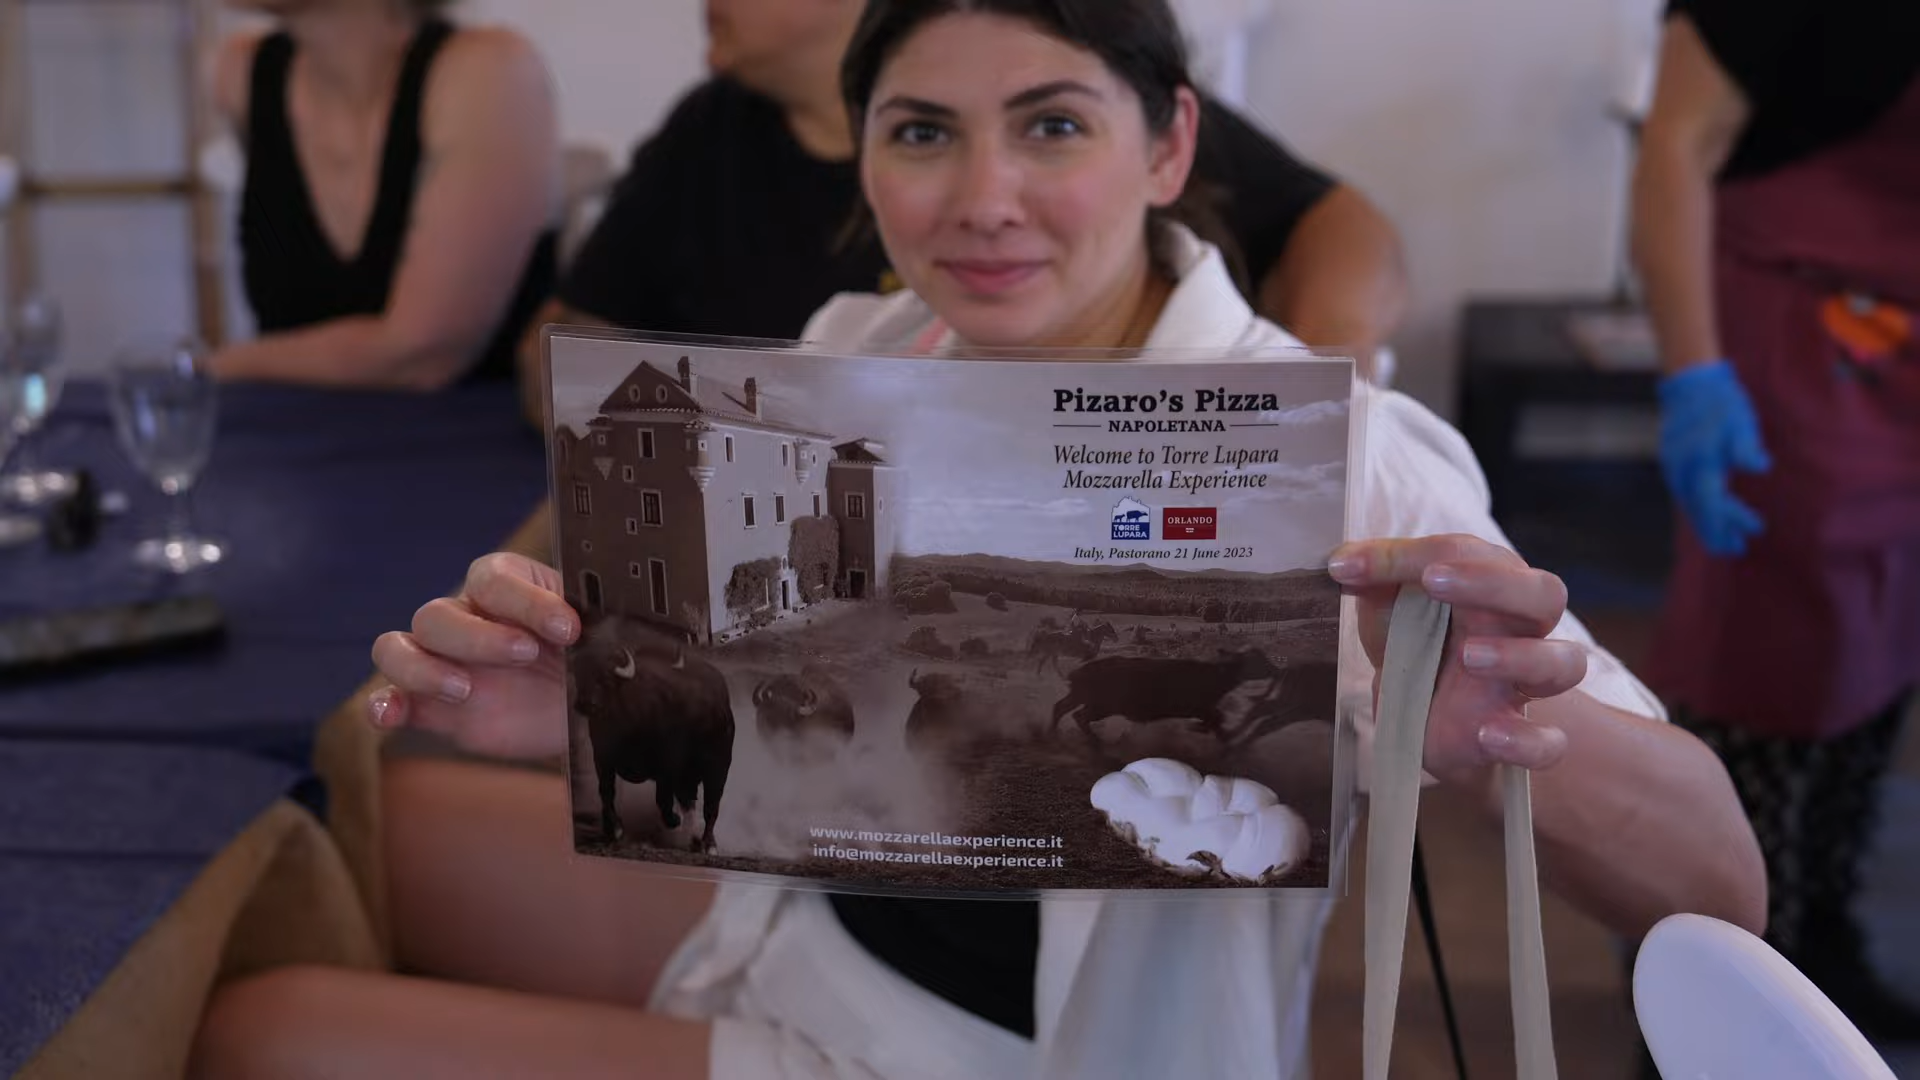 Pizaro's Pizza
NAPOLETANA
Welcome to Torre Lupara
Mozzarella Experience
TORRE
LUPARA
ORLANDO
Italy, Pastorano 21 June 2023
www.mozzarellaexperience.it
info@mozzarellaexperience.it